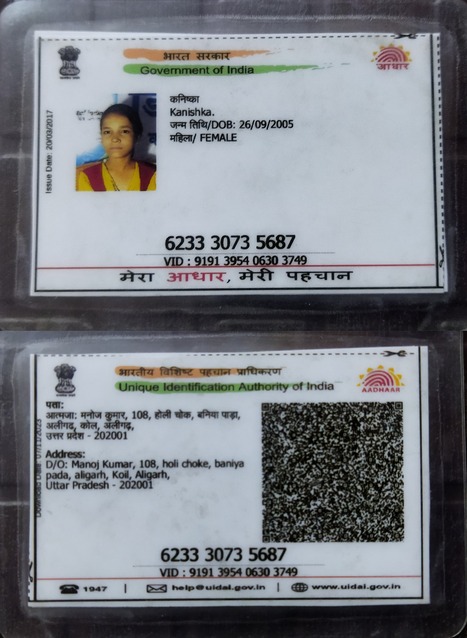 भारत सरकार
Government of India
आधार
Issue Date: 20/03/2017
कनिष्का
Kanishka.
जन्म तिथि/DOB: 26/09/2005
महिला/ FEMALE
6233 3073 5687
VID : 9191 3954 0630 3749
मेरा आधार, मेरी पहचान
भारतीय विशिष्ट पहचान प्राधिकरण
Unique Identification Authority of India
AADHAAR
पता:
आत्मजा: मनोज कुमार, 108, होली चोक, बनिया पाड़ा,
अलीगढ़, कोल, अलीगढ़,
उत्तर प्रदेश - 202001
Address:
D/O: Manoj Kumar, 108, holi choke, baniya
pada, aligarh, Koil, Aligarh,
Uttar Pradesh - 202001
6233 3073 5687
VID : 9191 3954 0630 3749
1947 | help@uidai.gov.in | www.uidai.gov.in